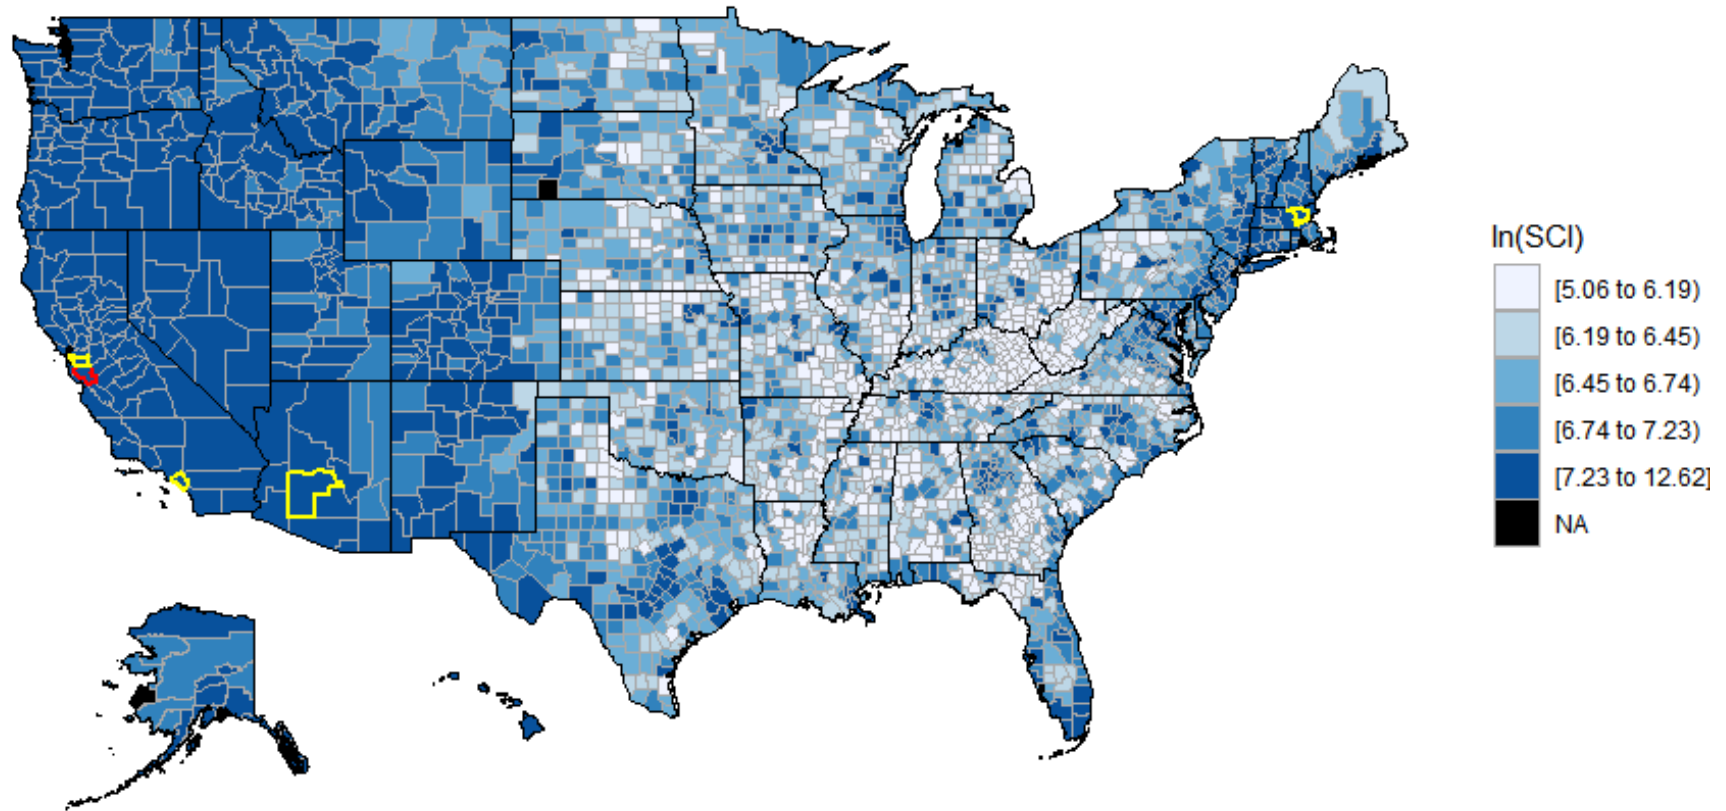 ln(SCI)
[5.06 to 6.19)
[6.19 to 6.45)
[6.45 to 6.74)
[6.74 to 7.23)
[7.23 to 12.62]
NA